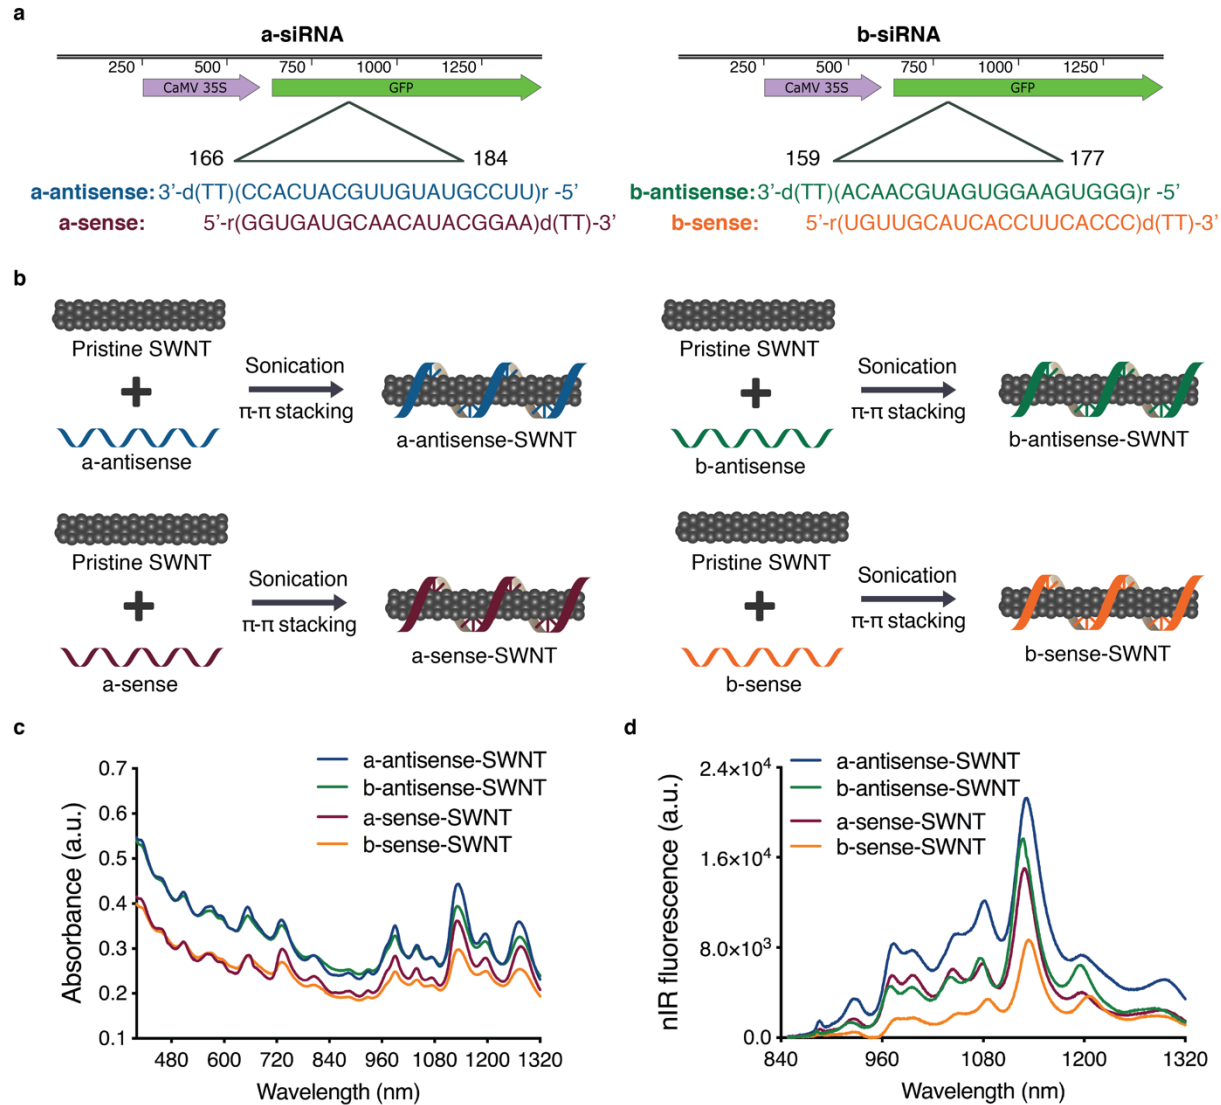 a
a-siRNA
250 500 750 1000 1250
CaMV 35S GFP
166 184
a-antisense: 3’-d(TT)(CCACUACGUUGUAUGCCUU)r -5’
a-sense: 5’-r(GGUGAUGCAACAUACGGAA)d(TT)-3’
b-siRNA
250 500 750 1000 1250
CaMV 35S GFP
159 177
b-antisense: 3’-d(TT)(ACAACGUAGUGGAAGUGGG)r -5’
b-sense: 5’-r(UGUUGCAUCACCUUCACCC)d(TT)-3’
b
Pristine SWNT
+
a-antisense
Sonication
π-π stacking
a-antisense-SWNT
Pristine SWNT
+
b-antisense
Sonication
π-π stacking
b-antisense-SWNT
Pristine SWNT
+
a-sense
Sonication
π-π stacking
a-sense-SWNT
Pristine SWNT
+
b-sense
Sonication
π-π stacking
b-sense-SWNT
c
a-antisense-SWNT
b-antisense-SWNT
a-sense-SWNT
b-sense-SWNT
Absorbance (a.u.)
0.7
0.6
0.5
0.4
0.3
0.2
0.1
480 600 720 840 960 1080 1200 1320
Wavelength (nm)
d
a-antisense-SWNT
b-antisense-SWNT
a-sense-SWNT
b-sense-SWNT
nIR fluorescence (a.u.)
2.4×10⁴
1.6×10⁴
8.0×10³
0.0
840 960 1080 1200 1320
Wavelength (nm)